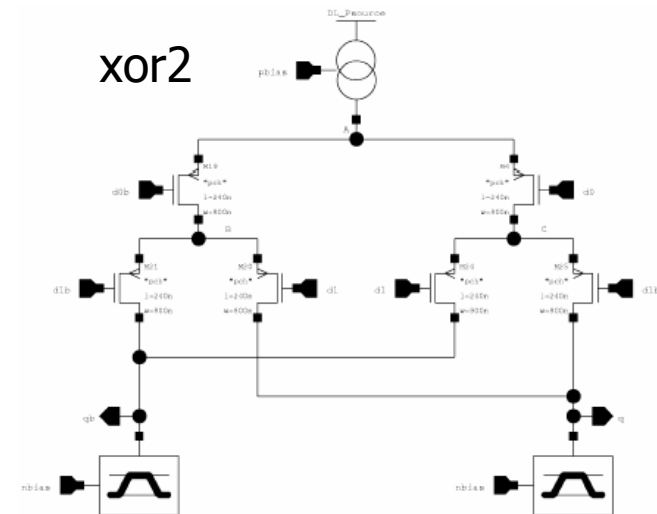 DL_Psource
xor2
pbias
A
M19
"pch"
l=240n
w=800n
d0b
"pch"
l=240n
w=800n
d0
B
C
M21
"pch"
l=240n
w=800n
d1b
M20
"pch"
l=240n
w=800n
d1
d1
M24
"pch"
l=240n
w=800n
M25
"pch"
l=240n
w=800n
d1b
qb
q
nbias
nbias